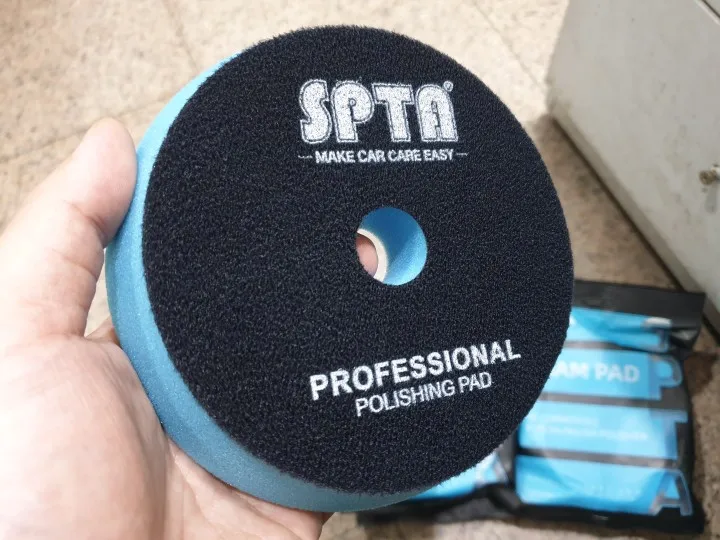 SPTA®
MAKE CAR CARE EASY
PROFESSIONAL
POLISHING PAD
AM PAD
P
T
A